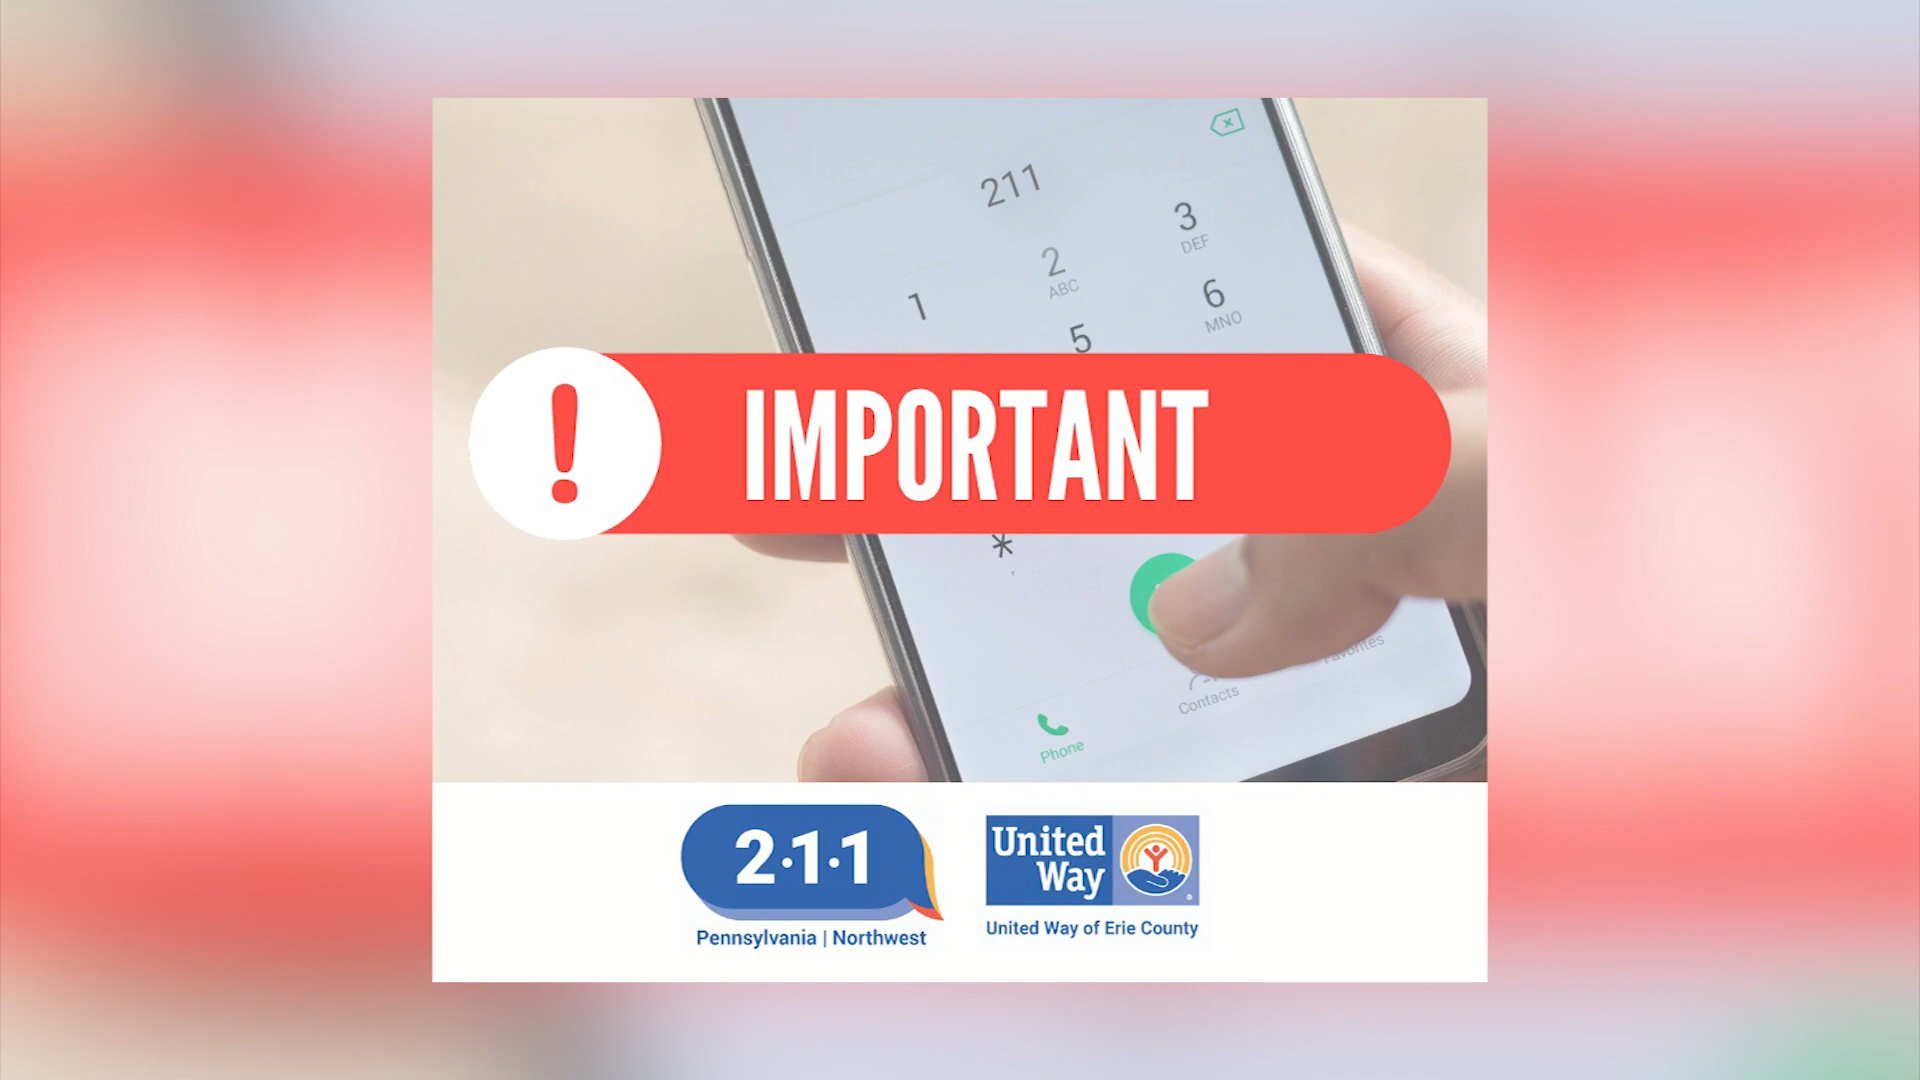 211
1
2
ABC
3
DEF
5
6
MNO
!
IMPORTANT
*
,
Favorites
Contacts
Phone
2·1·1
Pennsylvania | Northwest
United
Way
®
United Way of Erie County